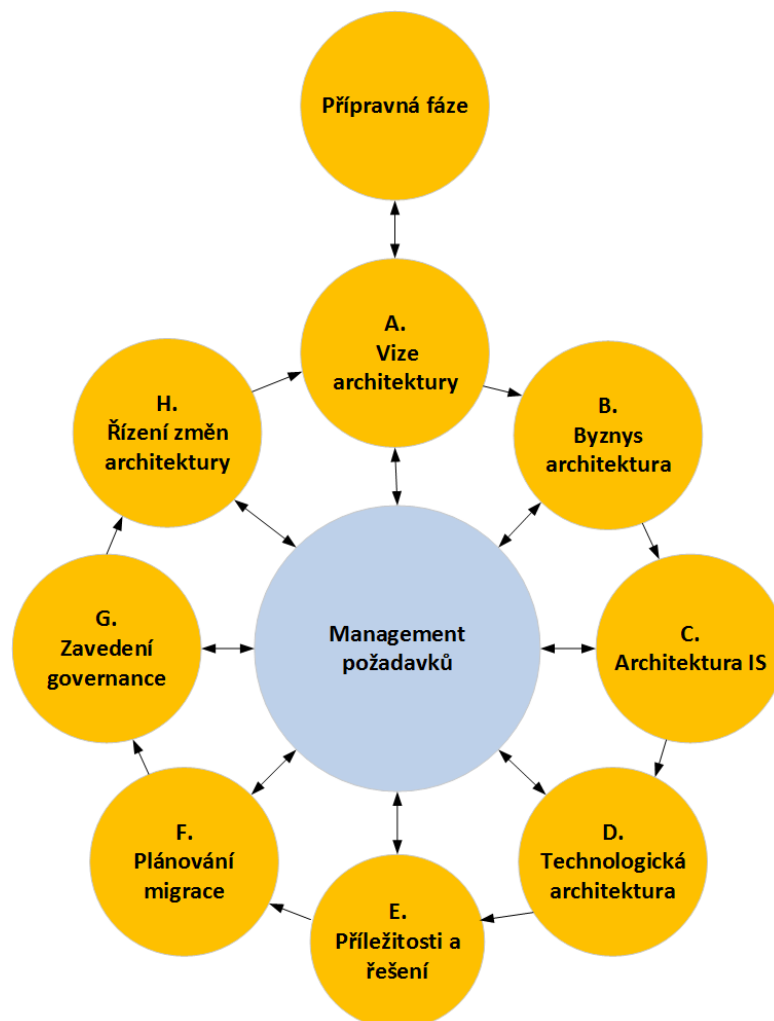 Přípravná fáze
A.
Vize
architektury
B.
Byznys
architektura
C.
Architektura IS
D.
Technologická
architektura
E.
Příležitosti a
řešení
F.
Plánování
migrace
G.
Zavedení
governance
H.
Řízení změn
architektury
Management
požadavků